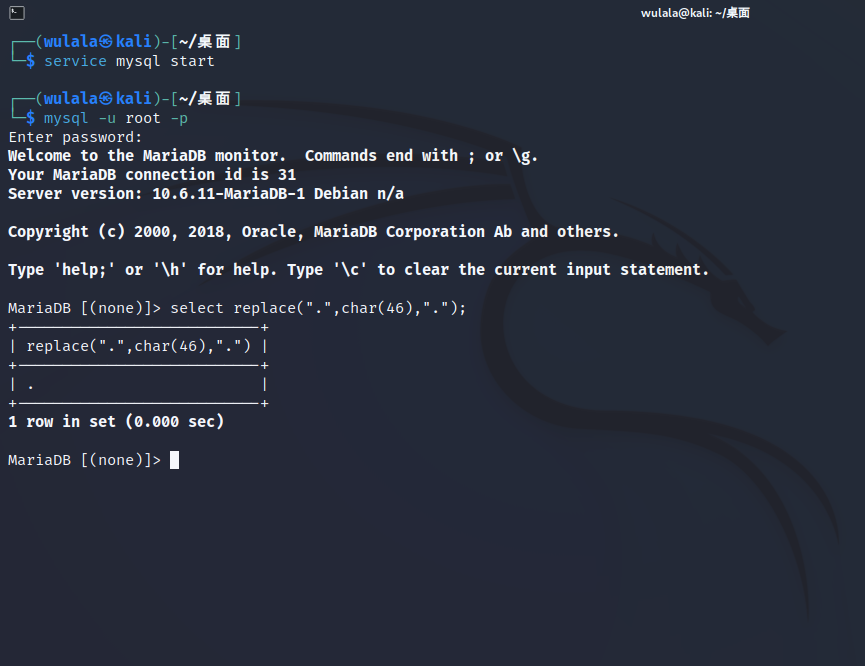 wulala@kali: ~/桌面
┌──(wulala㉿kali)-[~/桌面]
└─$ service mysql start
┌──(wulala㉿kali)-[~/桌面]
└─$ mysql -u root -p
Enter password:
Welcome to the MariaDB monitor.  Commands end with ; or \g.
Your MariaDB connection id is 31
Server version: 10.6.11-MariaDB-1 Debian n/a
Copyright (c) 2000, 2018, Oracle, MariaDB Corporation Ab and others.
Type 'help;' or '\h' for help. Type '\c' to clear the current input statement.
MariaDB [(none)]> select replace(".",char(46),".");
+---------------------------+
| replace(".",char(46),".") |
+---------------------------+
| .                         |
+---------------------------+
1 row in set (0.000 sec)
MariaDB [(none)]>